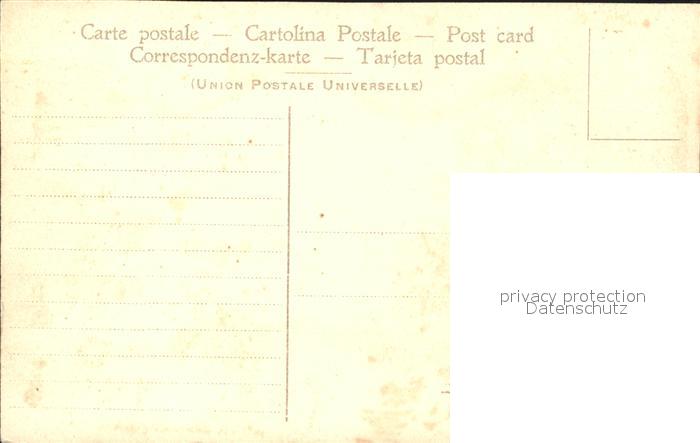 Carte postale — Cartolina Postale — Post card
Correspondenz-karte — Tarjeta postal
(Union Postale Universelle)
privacy protection
Datenschutz